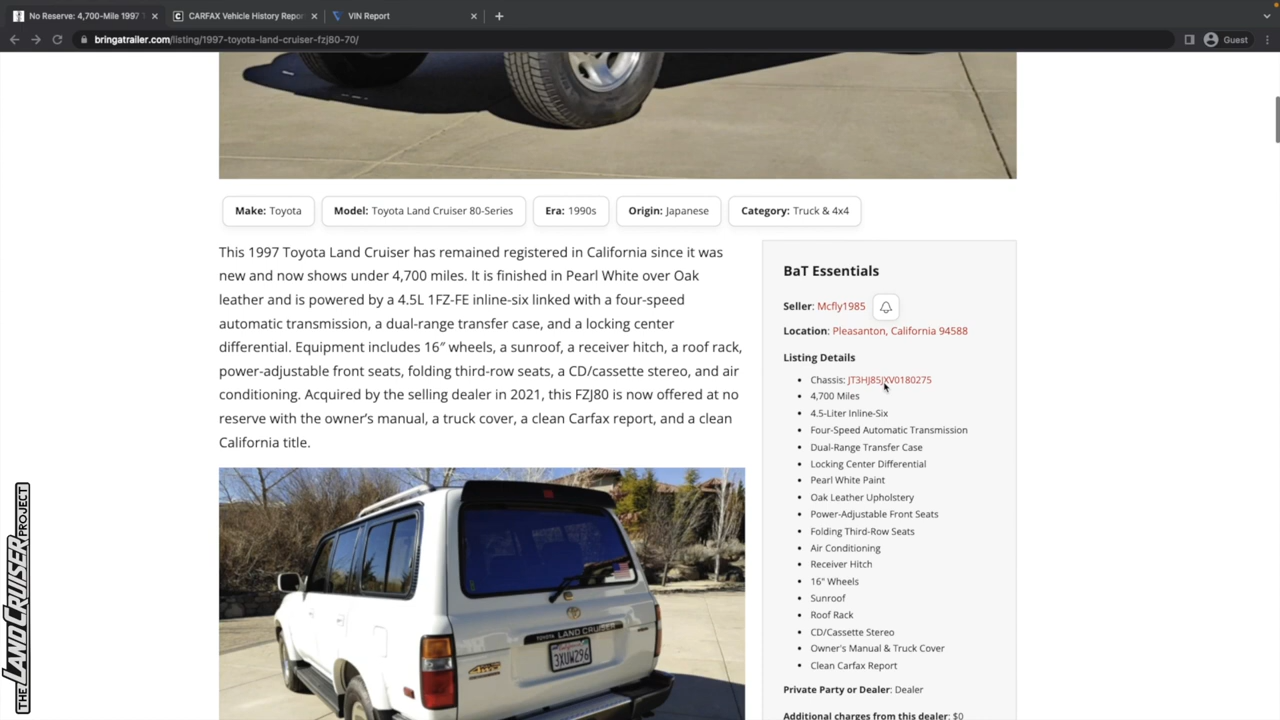 No Reserve: 4,700-Mile 1997
CARFAX Vehicle History Repor
VIN Report
bringatrailer.com/listing/1997-toyota-land-cruiser-fzj80-70/
Guest
Make: Toyota
Model: Toyota Land Cruiser 80-Series
Era: 1990s
Origin: Japanese
Category: Truck & 4x4
This 1997 Toyota Land Cruiser has remained registered in California since it was
new and now shows under 4,700 miles. It is finished in Pearl White over Oak
leather and is powered by a 4.5L 1FZ-FE inline-six linked with a four-speed
automatic transmission, a dual-range transfer case, and a locking center
differential. Equipment includes 16″ wheels, a sunroof, a receiver hitch, a roof rack,
power-adjustable front seats, folding third-row seats, a CD/cassette stereo, and air
conditioning. Acquired by the selling dealer in 2021, this FZJ80 is now offered at no
reserve with the owner's manual, a truck cover, a clean Carfax report, and a clean
California title.
BaT Essentials
Seller: Mcfly1985
Location: Pleasanton, California 94588
Listing Details
• Chassis: JT3HJ85JXV0180275
• 4,700 Miles
• 4.5-Liter Inline-Six
• Four-Speed Automatic Transmission
• Dual-Range Transfer Case
• Locking Center Differential
• Pearl White Paint
• Oak Leather Upholstery
• Power-Adjustable Front Seats
• Folding Third-Row Seats
• Air Conditioning
• Receiver Hitch
• 16" Wheels
• Sunroof
• Roof Rack
• CD/Cassette Stereo
• Owner's Manual & Truck Cover
• Clean Carfax Report
Private Party or Dealer: Dealer
Additional charges from this dealer: $0
TOYOTA LAND CRUISER
3XUW296
THE LAND CRUISER PROJECT